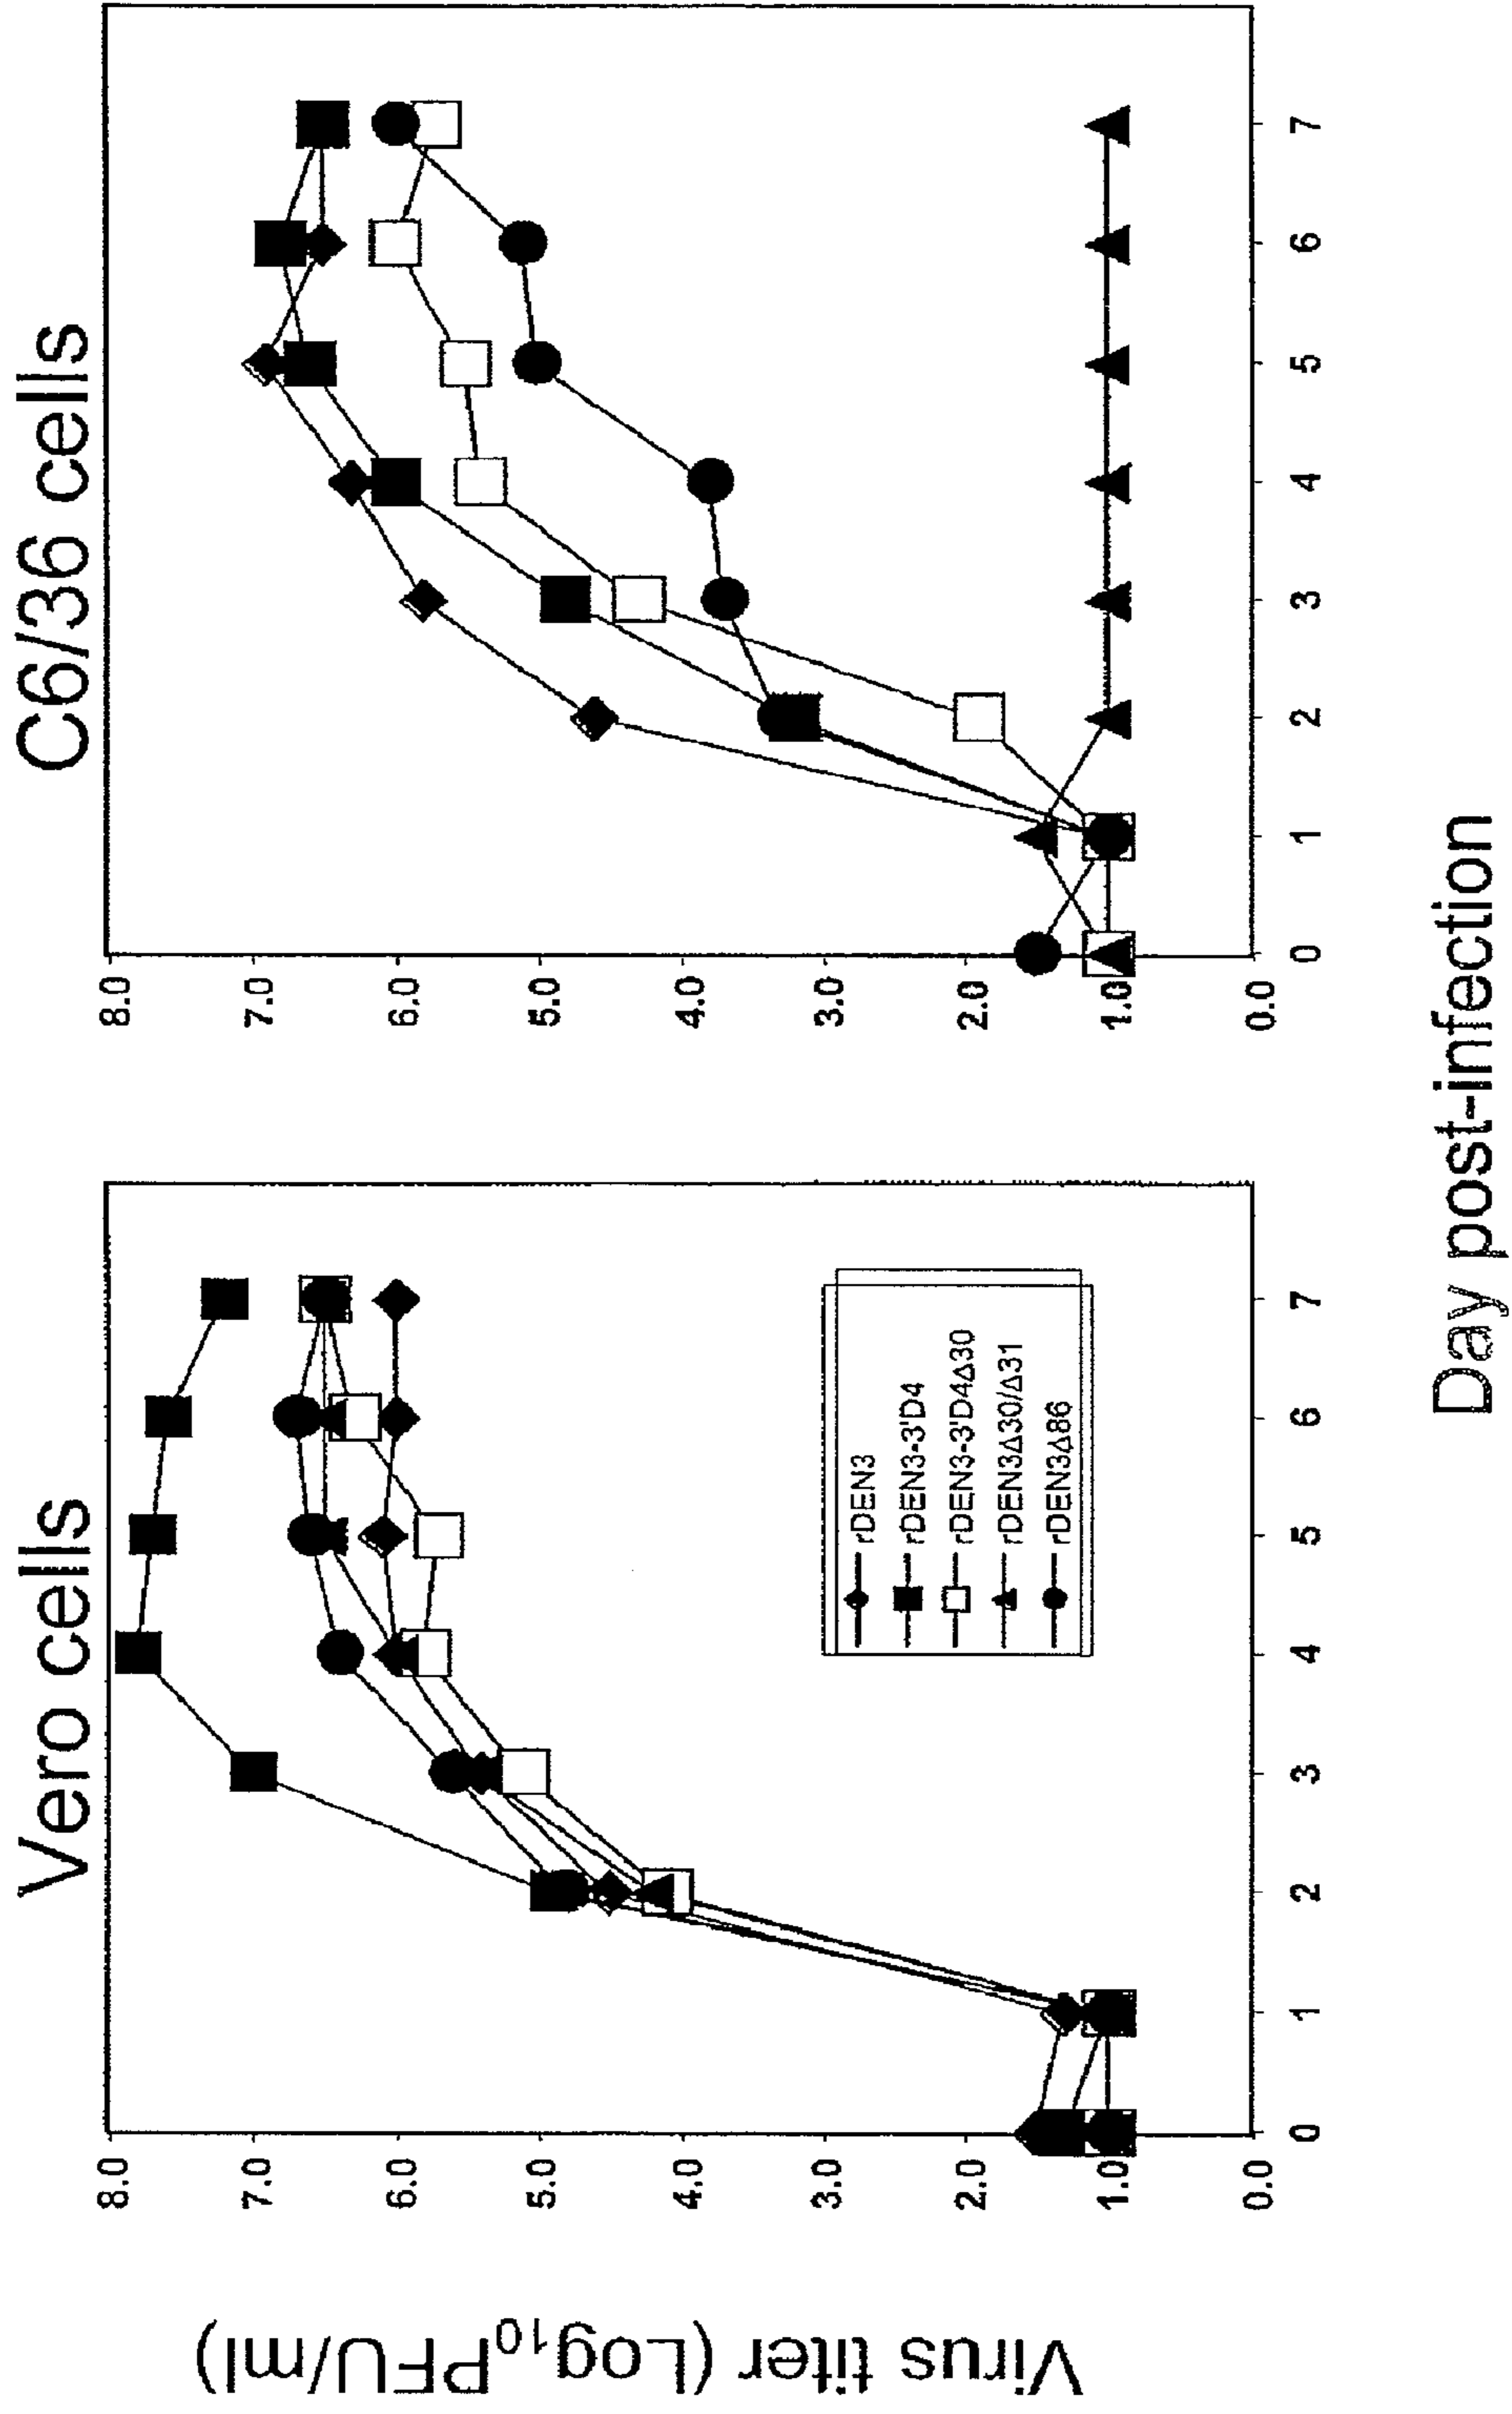 Vero cells
C6/36 cells
Virus titer (Log₁₀PFU/ml)
8.0
7.0
6.0
5.0
4.0
3.0
2.0
1.0
0.0
0 1 2 3 4 5 6 7
rDEN3
rDEN3-3'D4
rDEN3-3'D4Δ30
rDEN3Δ30/Δ31
rDEN3Δ86
8.0
7.0
6.0
5.0
4.0
3.0
2.0
1.0
0.0
0 1 2 3 4 5 6 7
Day post-infection